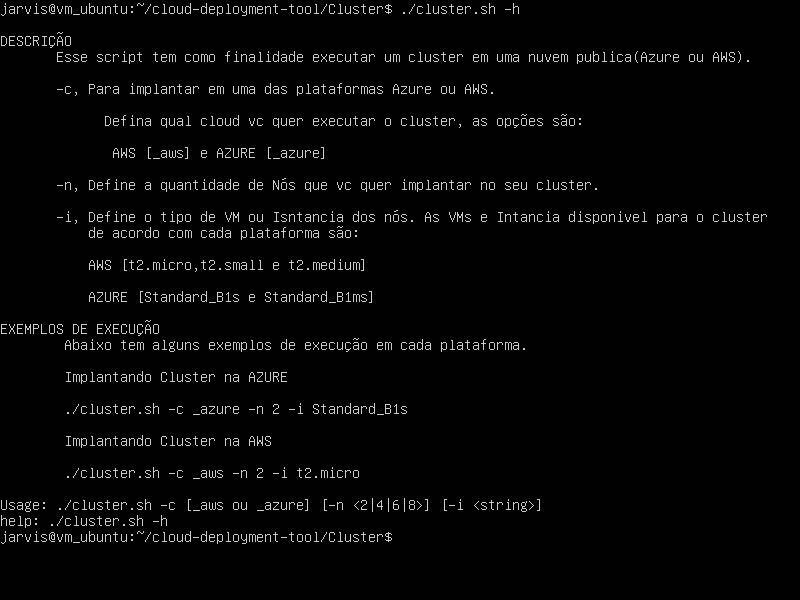 jarvis@vm_ubuntu:~/cloud-deployment-tool/Cluster$ ./cluster.sh -h
DESCRIÇÃO
Esse script tem como finalidade executar um cluster em uma nuvem publica(Azure ou AWS).
-c, Para implantar em uma das plataformas Azure ou AWS.
Defina qual cloud vc quer executar o cluster, as opções são:
AWS [_aws] e AZURE [_azure]
-n, Define a quantidade de Nós que vc quer implantar no seu cluster.
-i, Define o tipo de VM ou Isntancia dos nós. As VMs e Intancia disponivel para o cluster
de acordo com cada plataforma são:
AWS [t2.micro,t2.small e t2.medium]
AZURE [Standard_B1s e Standard_B1ms]
EXEMPLOS DE EXECUÇÃO
Abaixo tem alguns exemplos de execução em cada plataforma.
Implantando Cluster na AZURE
./cluster.sh -c _azure -n 2 -i Standard_B1s
Implantando Cluster na AWS
./cluster.sh -c _aws -n 2 -i t2.micro
Usage: ./cluster.sh -c [_aws ou _azure] [-n <2|4|6|8>] [-i <string>]
help: ./cluster.sh -h
jarvis@vm_ubuntu:~/cloud-deployment-tool/Cluster$